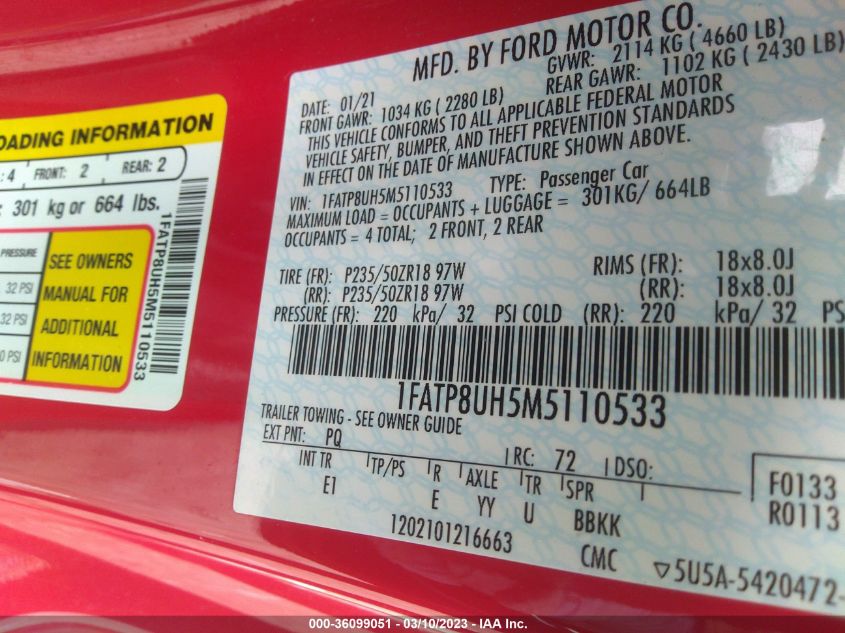 OADING INFORMATION
: 4 FRONT: 2 REAR: 2
: 301 kg or 664 lbs.
PRESSURE
32 PSI
32 PSI
0 PSI
SEE OWNERS
MANUAL FOR
ADDITIONAL
INFORMATION
1FATP8UH5M5110533
MFD. BY FORD MOTOR CO.
DATE: 01/21 GVWR: 2114 KG ( 4660 LB)
FRONT GAWR: 1034 KG ( 2280 LB) REAR GAWR: 1102 KG ( 2430 LB)
THIS VEHICLE CONFORMS TO ALL APPLICABLE FEDERAL MOTOR
VEHICLE SAFETY, BUMPER, AND THEFT PREVENTION STANDARDS
IN EFFECT ON THE DATE OF MANUFACTURE SHOWN ABOVE.
VIN: 1FATP8UH5M5110533 TYPE: Passenger Car
MAXIMUM LOAD = OCCUPANTS + LUGGAGE = 301KG/ 664LB
OCCUPANTS = 4 TOTAL; 2 FRONT, 2 REAR
TIRE (FR): P235/50ZR18 97W RIMS (FR): 18x8.0J
(RR): P235/50ZR18 97W (RR): 18x8.0J
PRESSURE (FR): 220 kPa/ 32 PSI COLD (RR): 220 kPa/ 32 PS
1FATP8UH5M5110533
TRAILER TOWING - SEE OWNER GUIDE
EXT PNT: PQ RC: 72 DSO:
INT TR TP/PS R AXLE TR SPR
E1 E YY U BBKK
F0133
R0113
1202101216663 CMC ▽5U5A-5420472-
000-36099051 - 03/10/2023 - IAA Inc.